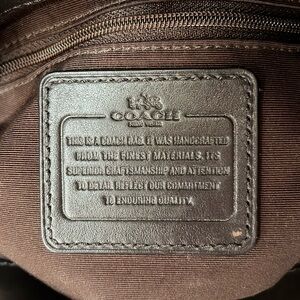 COACH
NEW YORK
THIS IS A COACH BAG. IT WAS HANDCRAFTED
FROM THE FINEST MATERIALS. ITS
SUPERIOR CRAFTSMANSHIP AND ATTENTION
TO DETAIL REFLECT OUR COMMITMENT
TO ENDURING QUALITY.